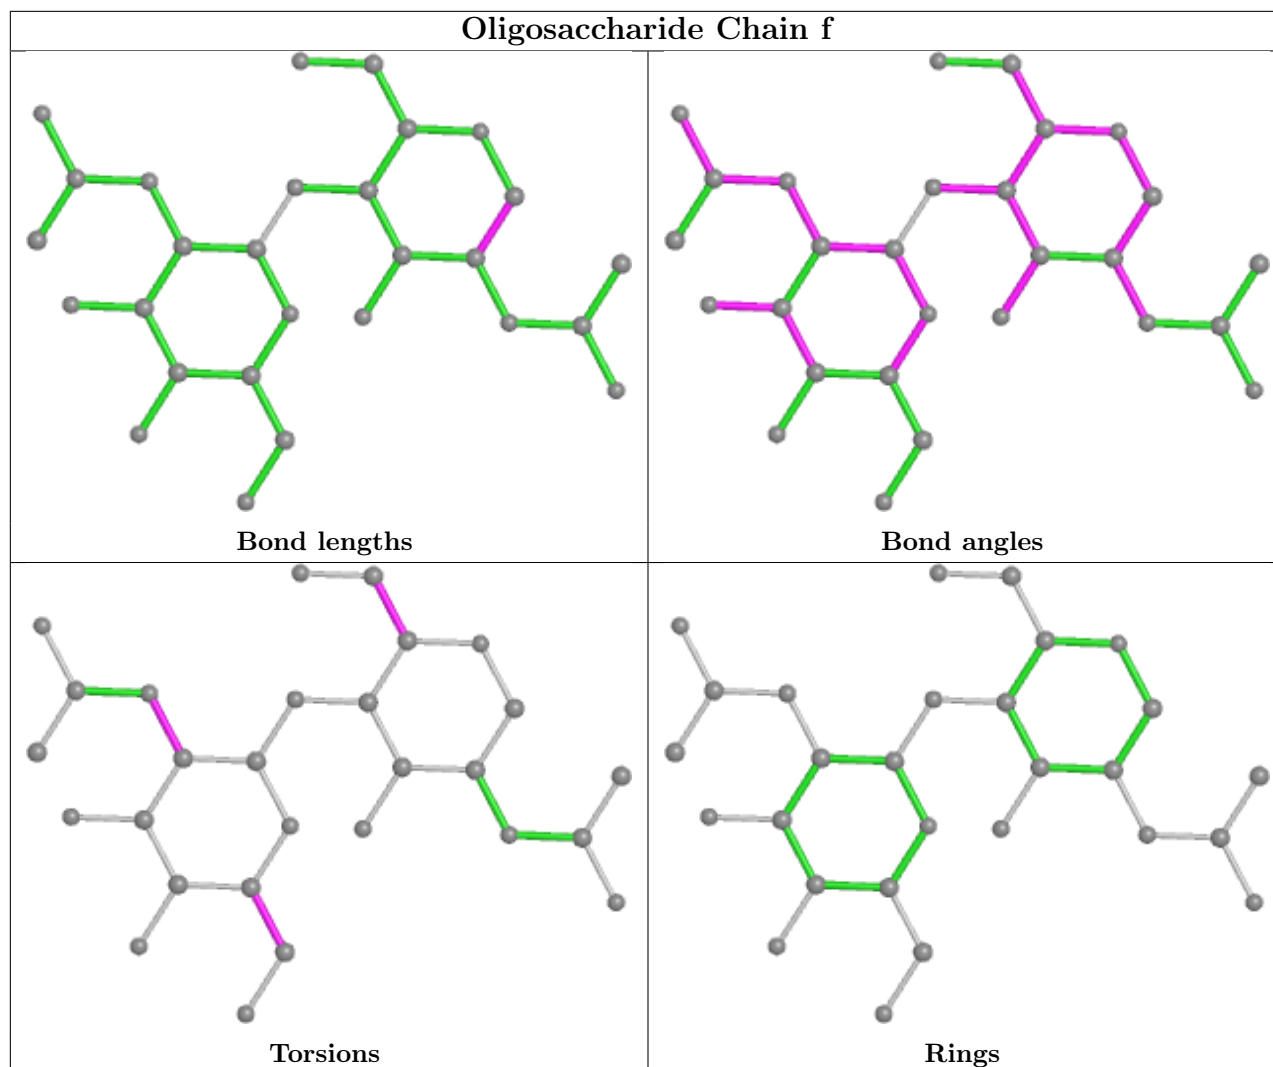 Oligosaccharide Chain f
Bond lengths
Bond angles
Torsions
Rings